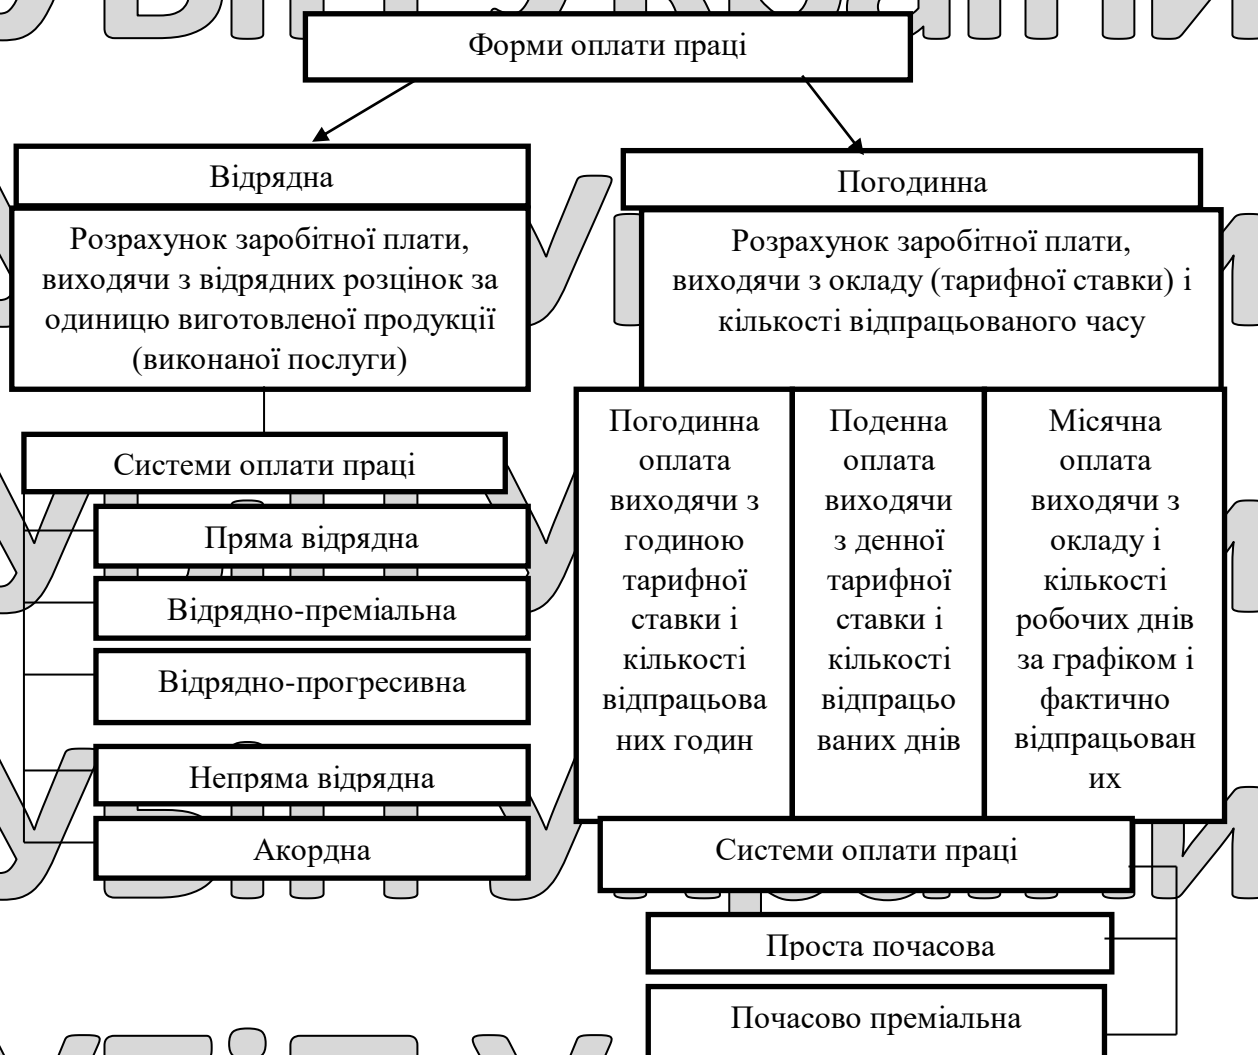 Форми оплати праці
Відрядна
Розрахунок заробітної плати,
виходячи з відрядних розцінок за
одиницю виготовленої продукції
(виконаної послуги)
Системи оплати праці
Пряма відрядна
Відрядно-преміальна
Відрядно-прогресивна
Непряма відрядна
Акордна
Погодинна
Розрахунок заробітної плати,
виходячи з окладу (тарифної ставки) і
кількості відпрацьованого часу
Погодинна
оплата
виходячи з
годиною
тарифної
ставки і
кількості
відпрацьова
них годин
Поденна
оплата
виходячи
з денної
тарифної
ставки і
кількості
відпрацьо
ваних днів
Місячна
оплата
виходячи з
окладу і
кількості
робочих днів
за графіком і
фактично
відпрацьован
их
Системи оплати праці
Проста почасова
Почасово преміальна